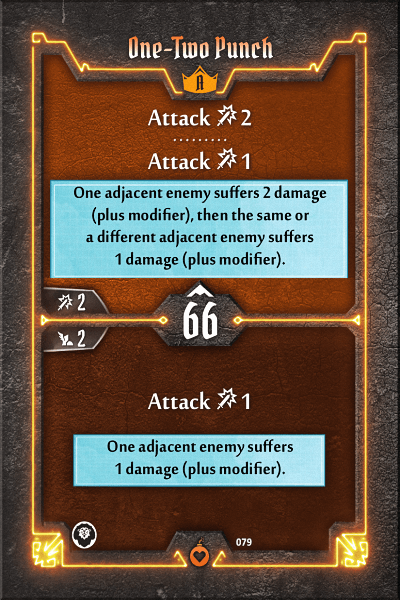 One-Two Punch
A
Attack 2
Attack 1
One adjacent enemy suffers 2 damage
(plus modifier), then the same or
a different adjacent enemy suffers
1 damage (plus modifier).
2
66
2
Attack 1
One adjacent enemy suffers
1 damage (plus modifier).
079